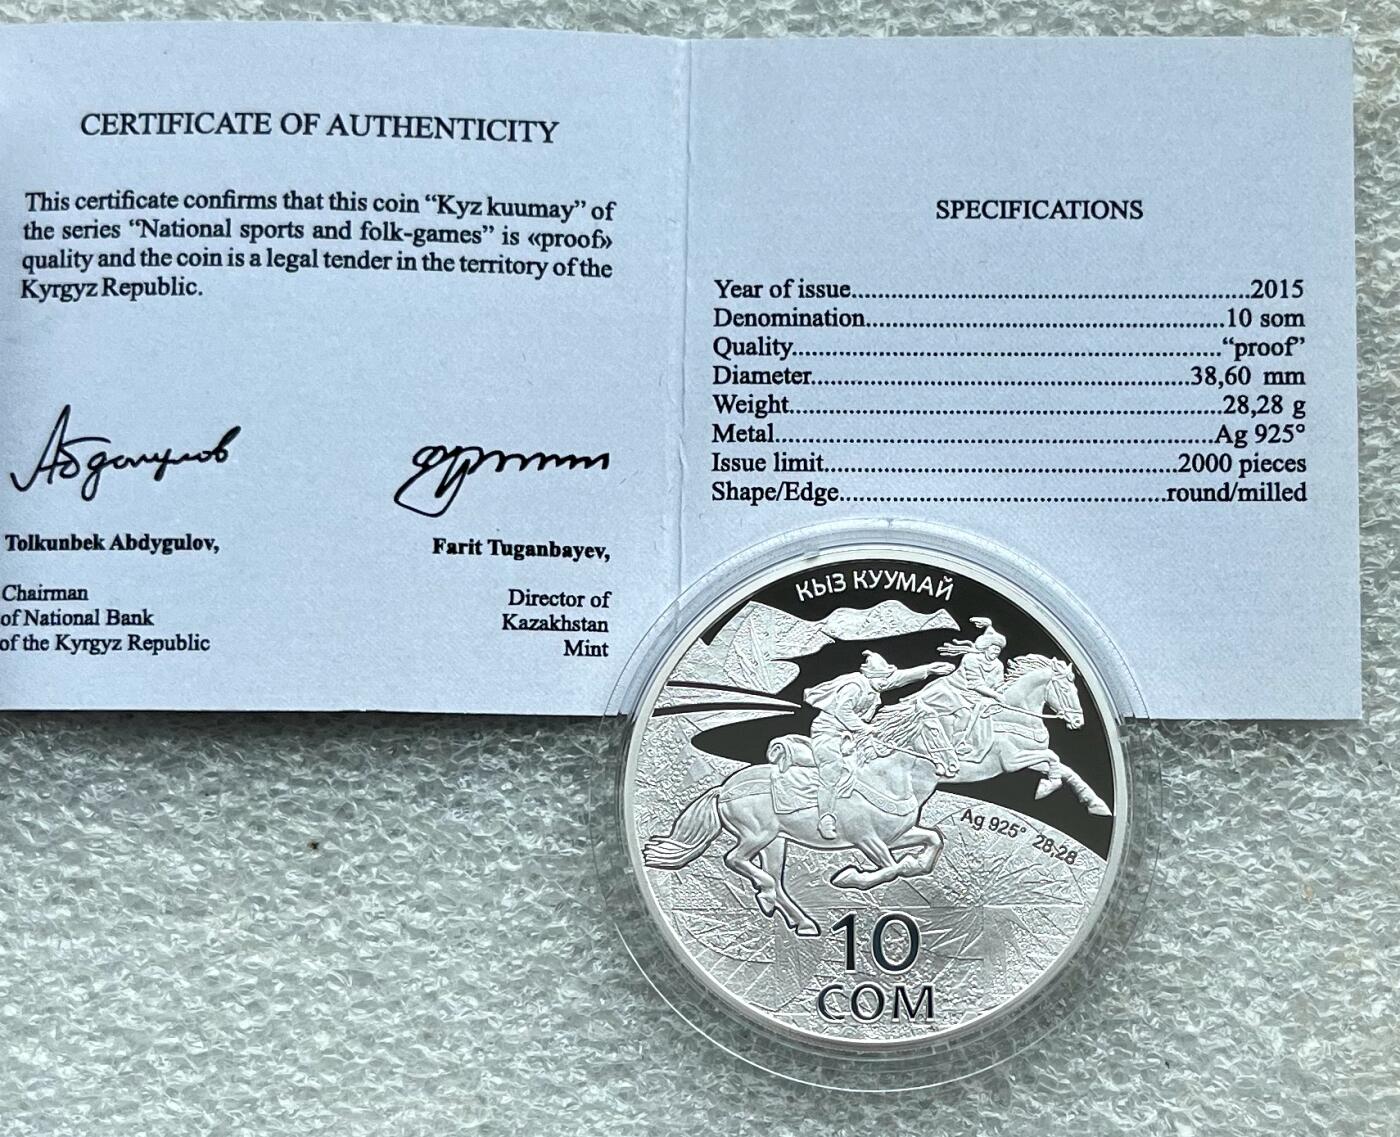 CERTIFICATE OF AUTHENTICITY
This certificate confirms that this coin “Kyz kuumay” of
the series “National sports and folk-games” is «proof»
quality and the coin is a legal tender in the territory of the
Kyrgyz Republic.
Tolkunbek Abdygulov,
Chairman
of National Bank
of the Kyrgyz Republic
Farit Tuganbayev,
Director of
Kazakhstan
Mint
SPECIFICATIONS
Year of issue...2015
Denomination...10 som
Quality...“proof”
Diameter...38,60 mm
Weight...28,28 g
Metal...Ag 925°
Issue limit...2000 pieces
Shape/Edge...round/milled
КЫЗ КУУМАЙ
Ag 925° 28,28
10
СОМ